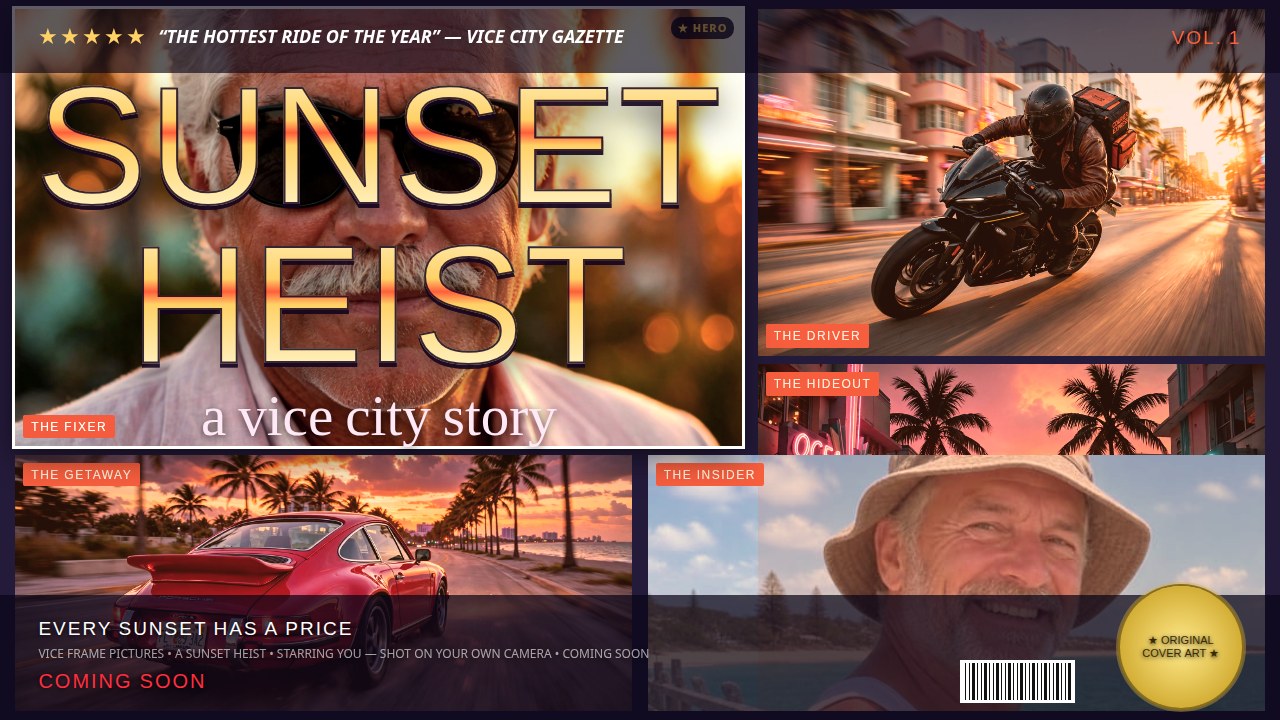 ★★★★★ “THE HOTTEST RIDE OF THE YEAR” — VICE CITY GAZETTE
★ HERO
VOL. 1
SUNSET
HEIST
a vice city story
THE FIXER
THE DRIVER
THE HIDEOUT
THE GETAWAY
THE INSIDER
EVERY SUNSET HAS A PRICE
VICE FRAME PICTURES • A SUNSET HEIST • STARRING YOU — SHOT ON YOUR OWN CAMERA • COMING SOON
COMING SOON
★ ORIGINAL
COVER ART ★